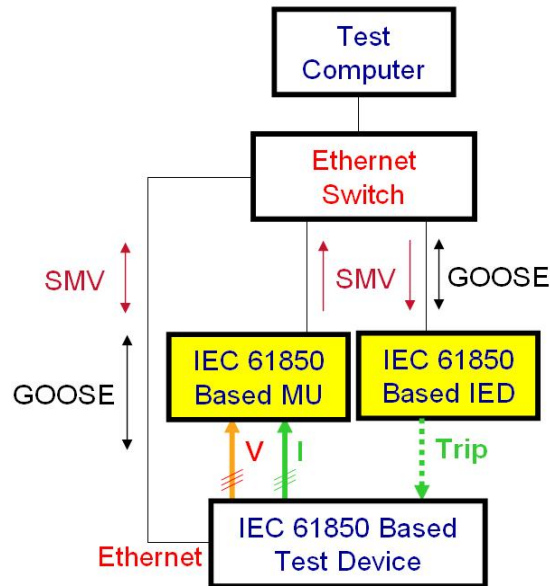 Test
Computer
Ethernet
Switch
SMV
SMV
GOOSE
GOOSE
IEC 61850
Based MU
IEC 61850
Based IED
V
I
Trip
Ethernet
IEC 61850 Based
Test Device